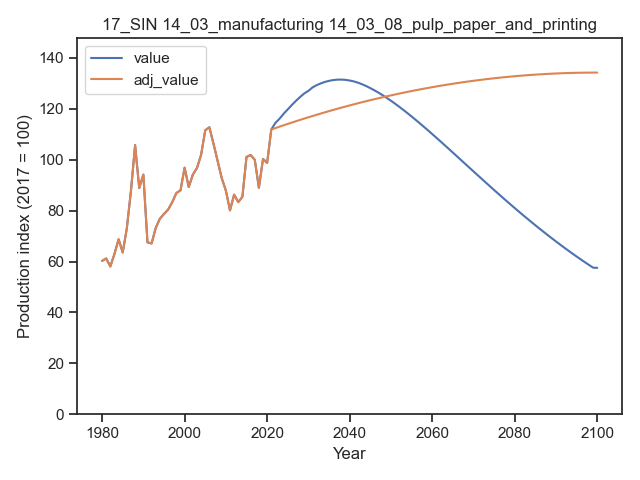 17_SIN 14_03_manufacturing 14_03_08_pulp_paper_and_printing
value
adj_value
Production index (2017 = 100)
140
120
100
80
60
40
20
0
1980 2000 2020 2040 2060 2080 2100
Year